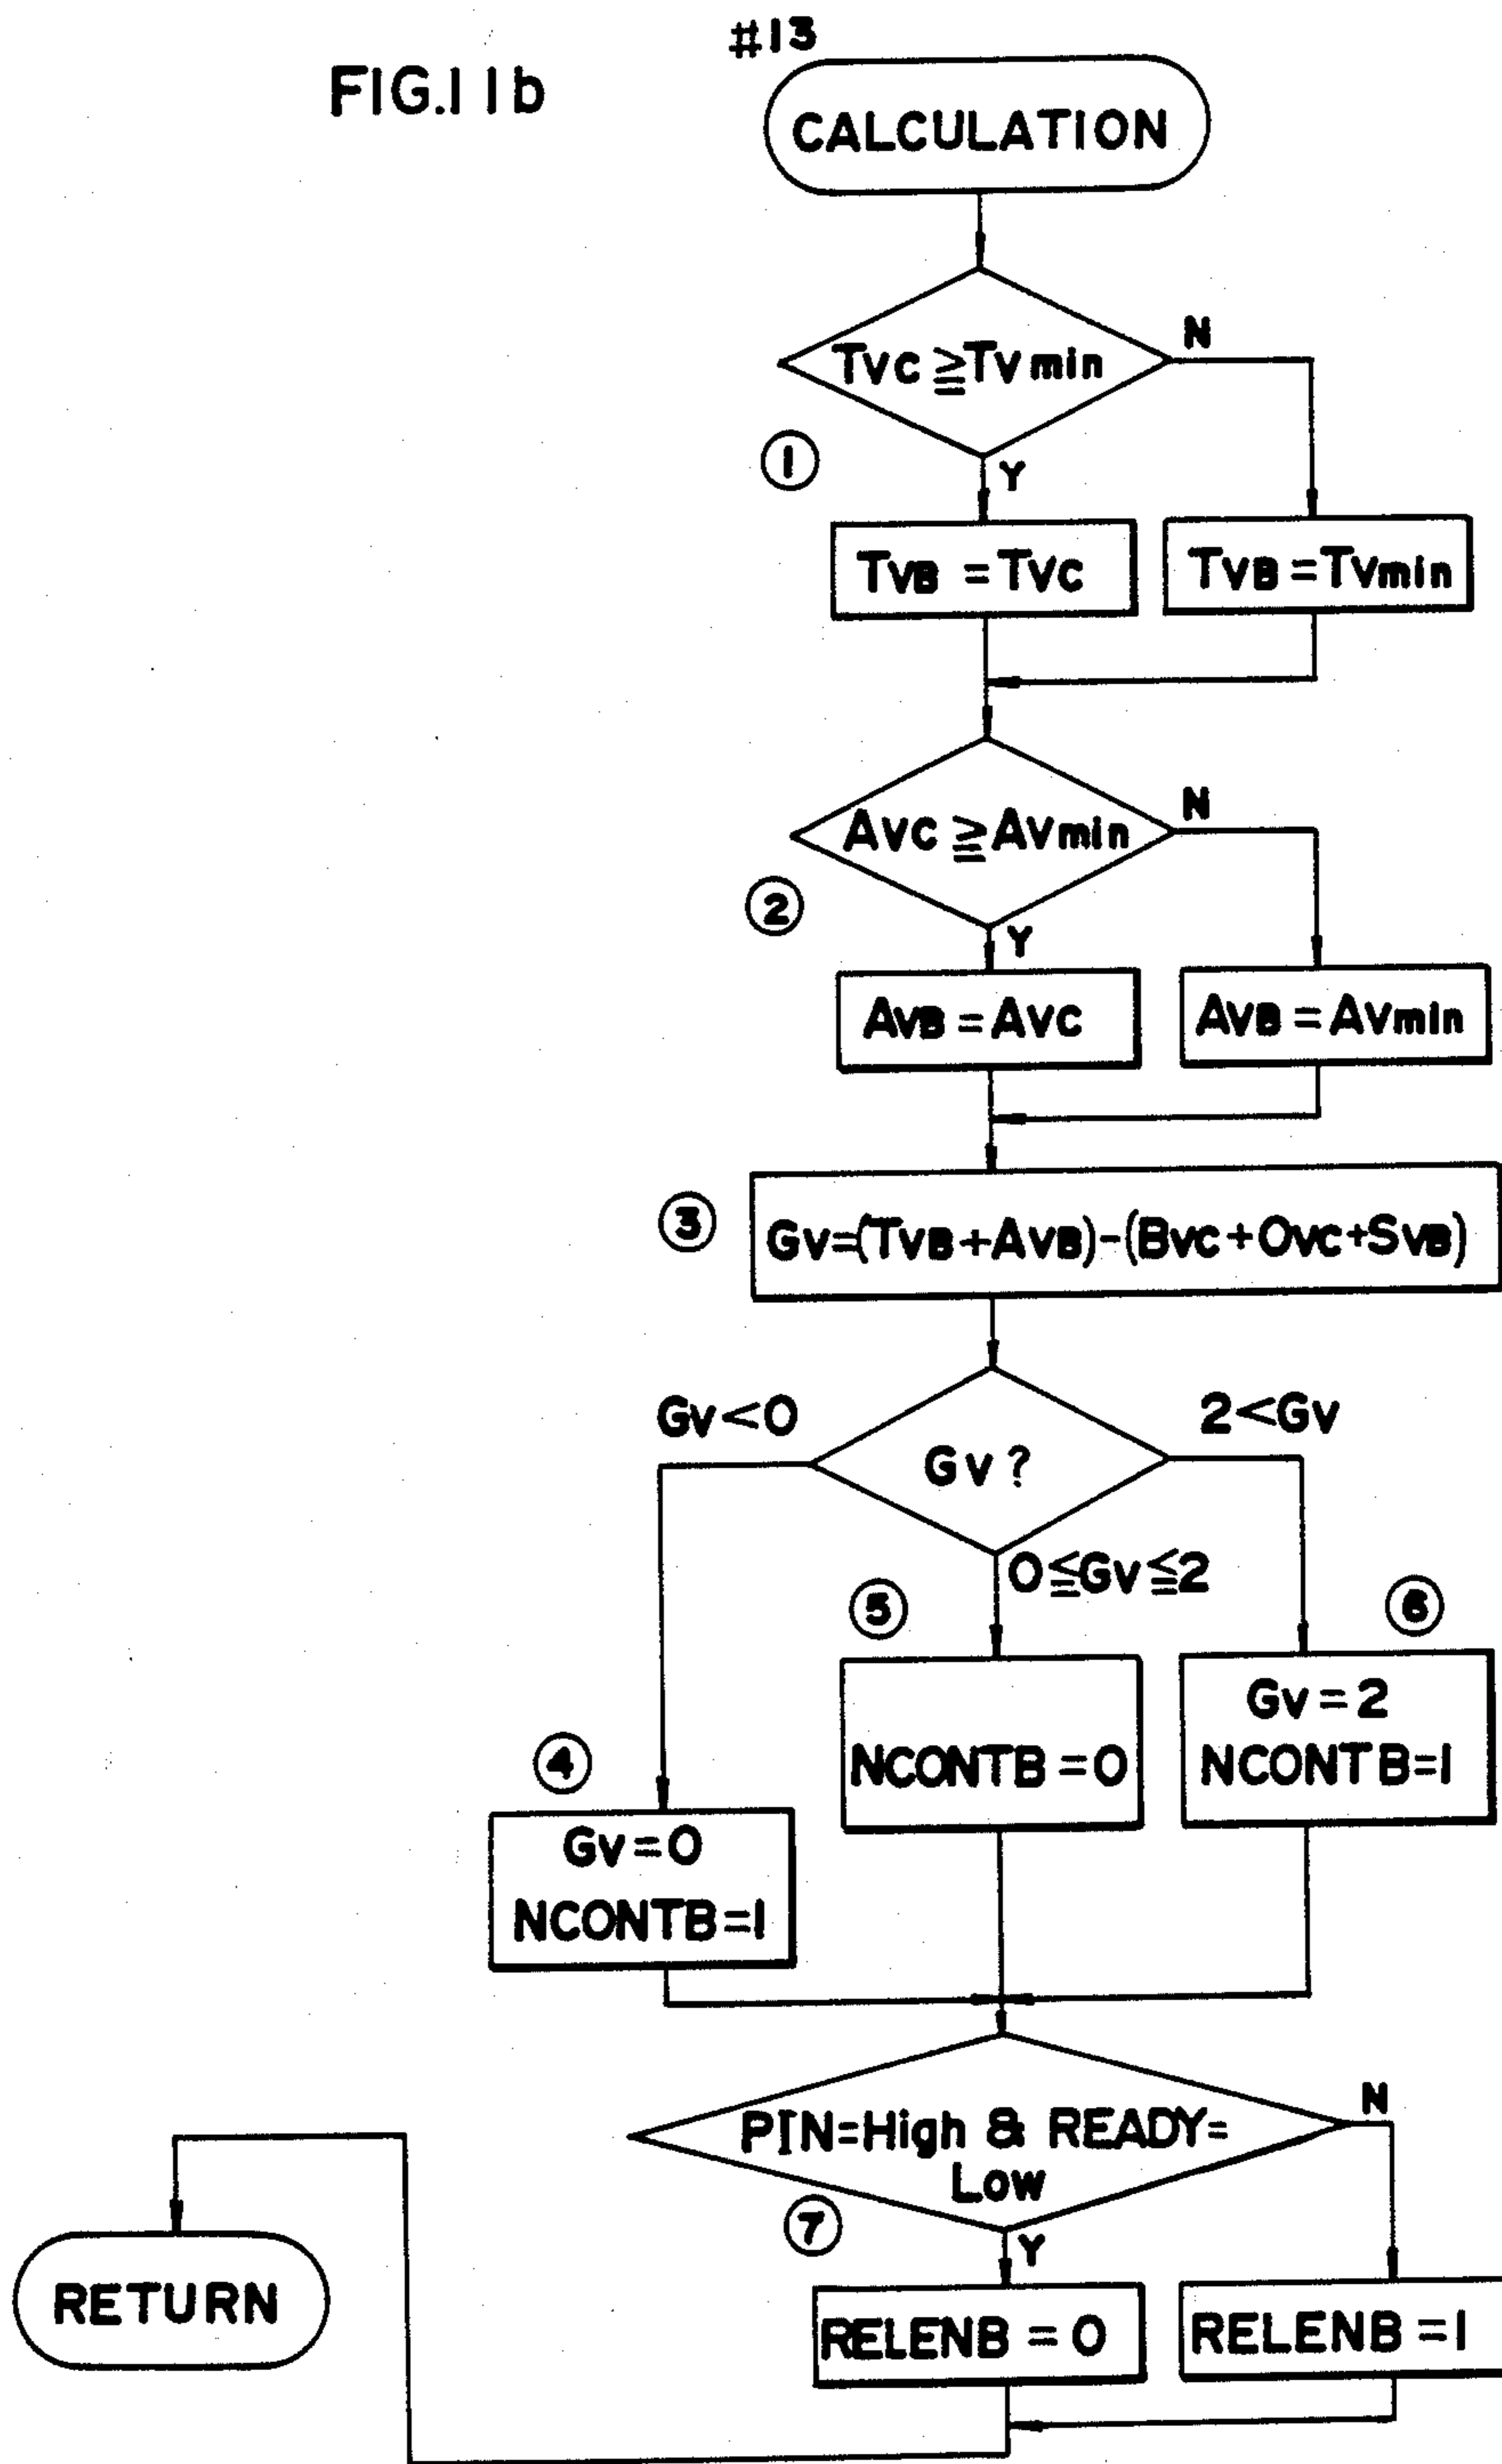 FIG.11b
#13
CALCULATION
Tvc ≧ Tvmin
N
①
Y
TvB = Tvc
TvB = Tvmin
Avc ≧ Avmin
N
②
Y
AvB = Avc
AvB = Avmin
③
Gv=(TvB+AvB)-(Bvc+Ovc+SvB)
Gv<0
2<Gv
Gv?
0≦Gv≦2
⑤
⑥
Gv=2
NCONTB=0
NCONTB=1
④
Gv=0
NCONTB=1
N
PIN=High & READY=
Low
⑦
Y
RETURN
RELENB = 0
RELENB = 1